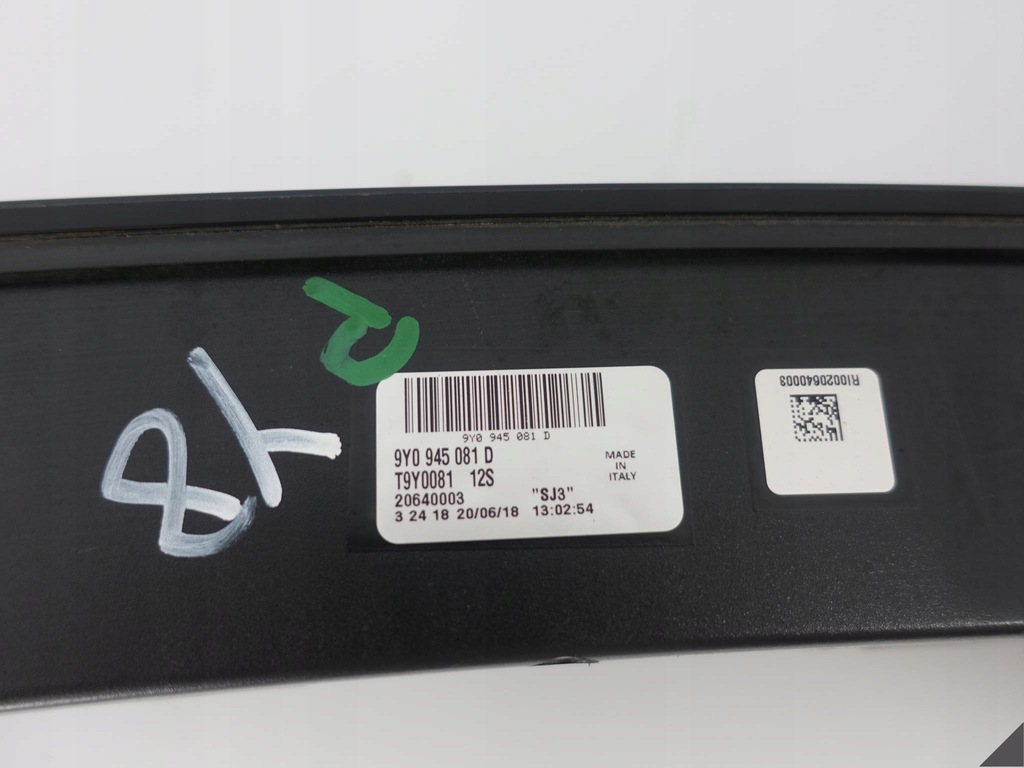 9Y0 945 081 D
9Y0 945 081 D
T9Y0081 12S
20640003 "SJ3"
3 24 18 20/06/18 13:02:54
MADE
IN
ITALY
R10020640003